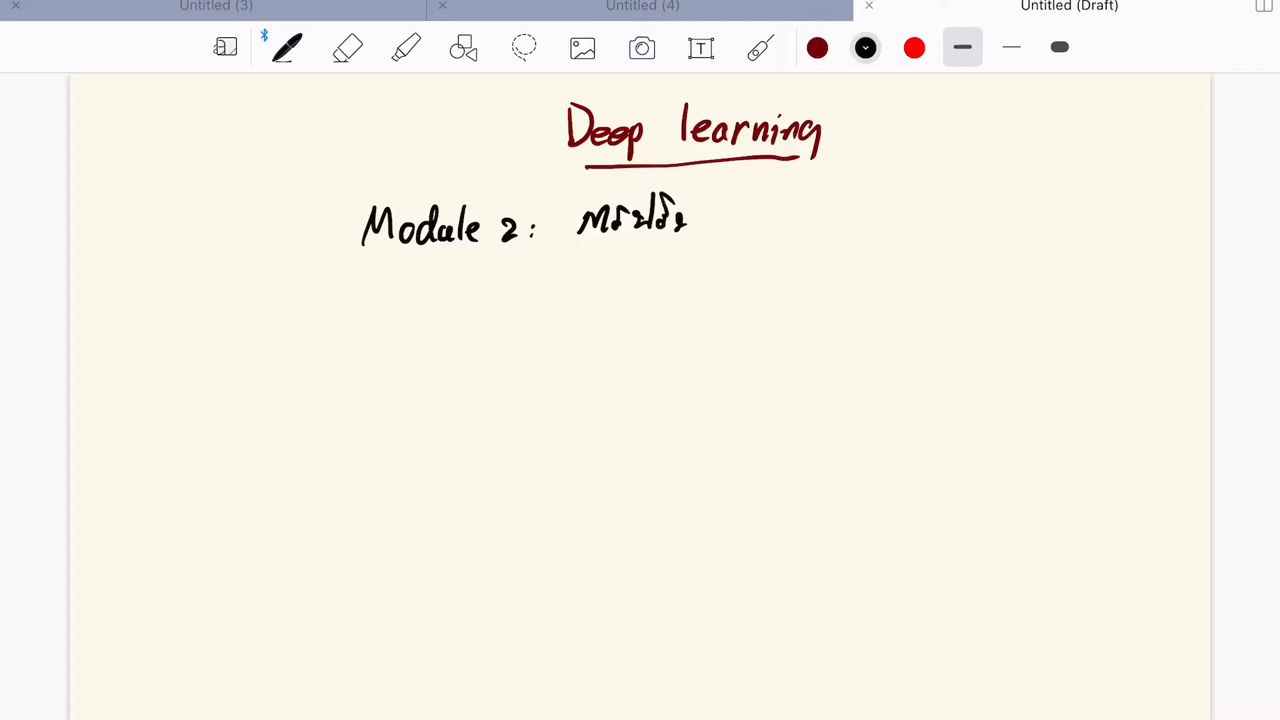 Untitled (3)
Untitled (4)
Untitled (Draft)
T
Deep learning
Module 2: